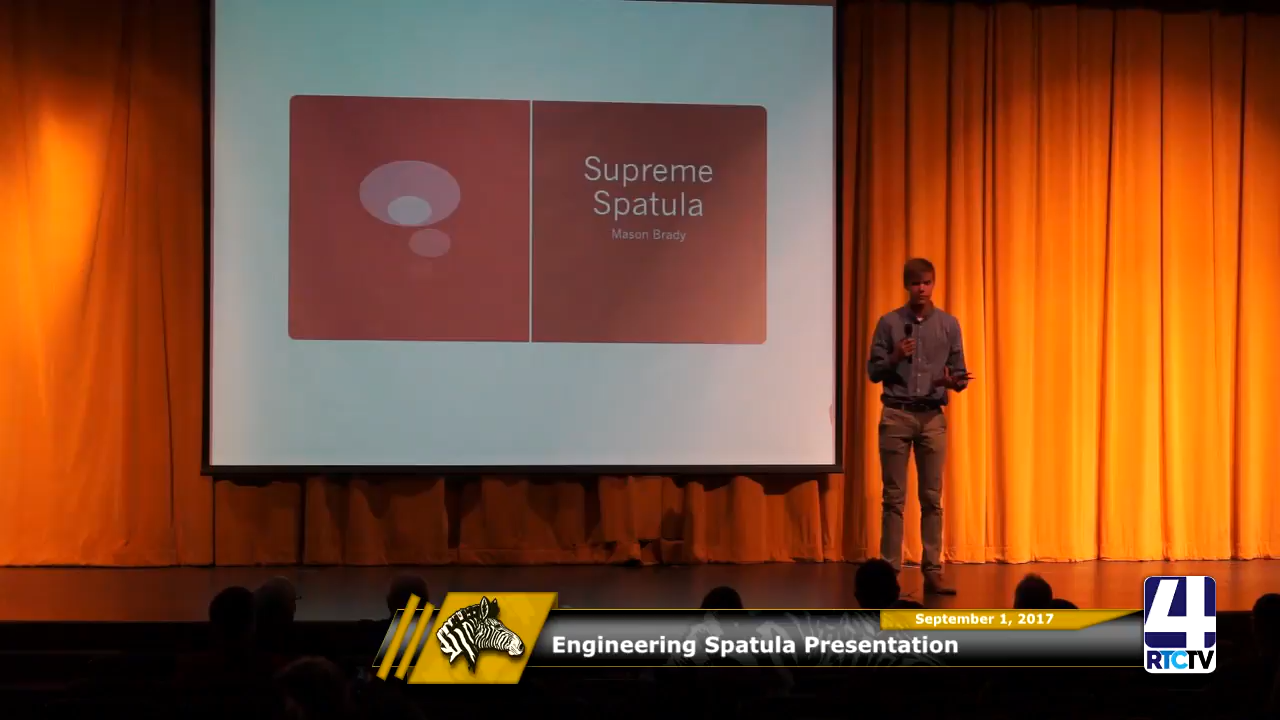 Supreme
Spatula
Mason Brady
September 1, 2017
Engineering Spatula Presentation
4
RTCTV